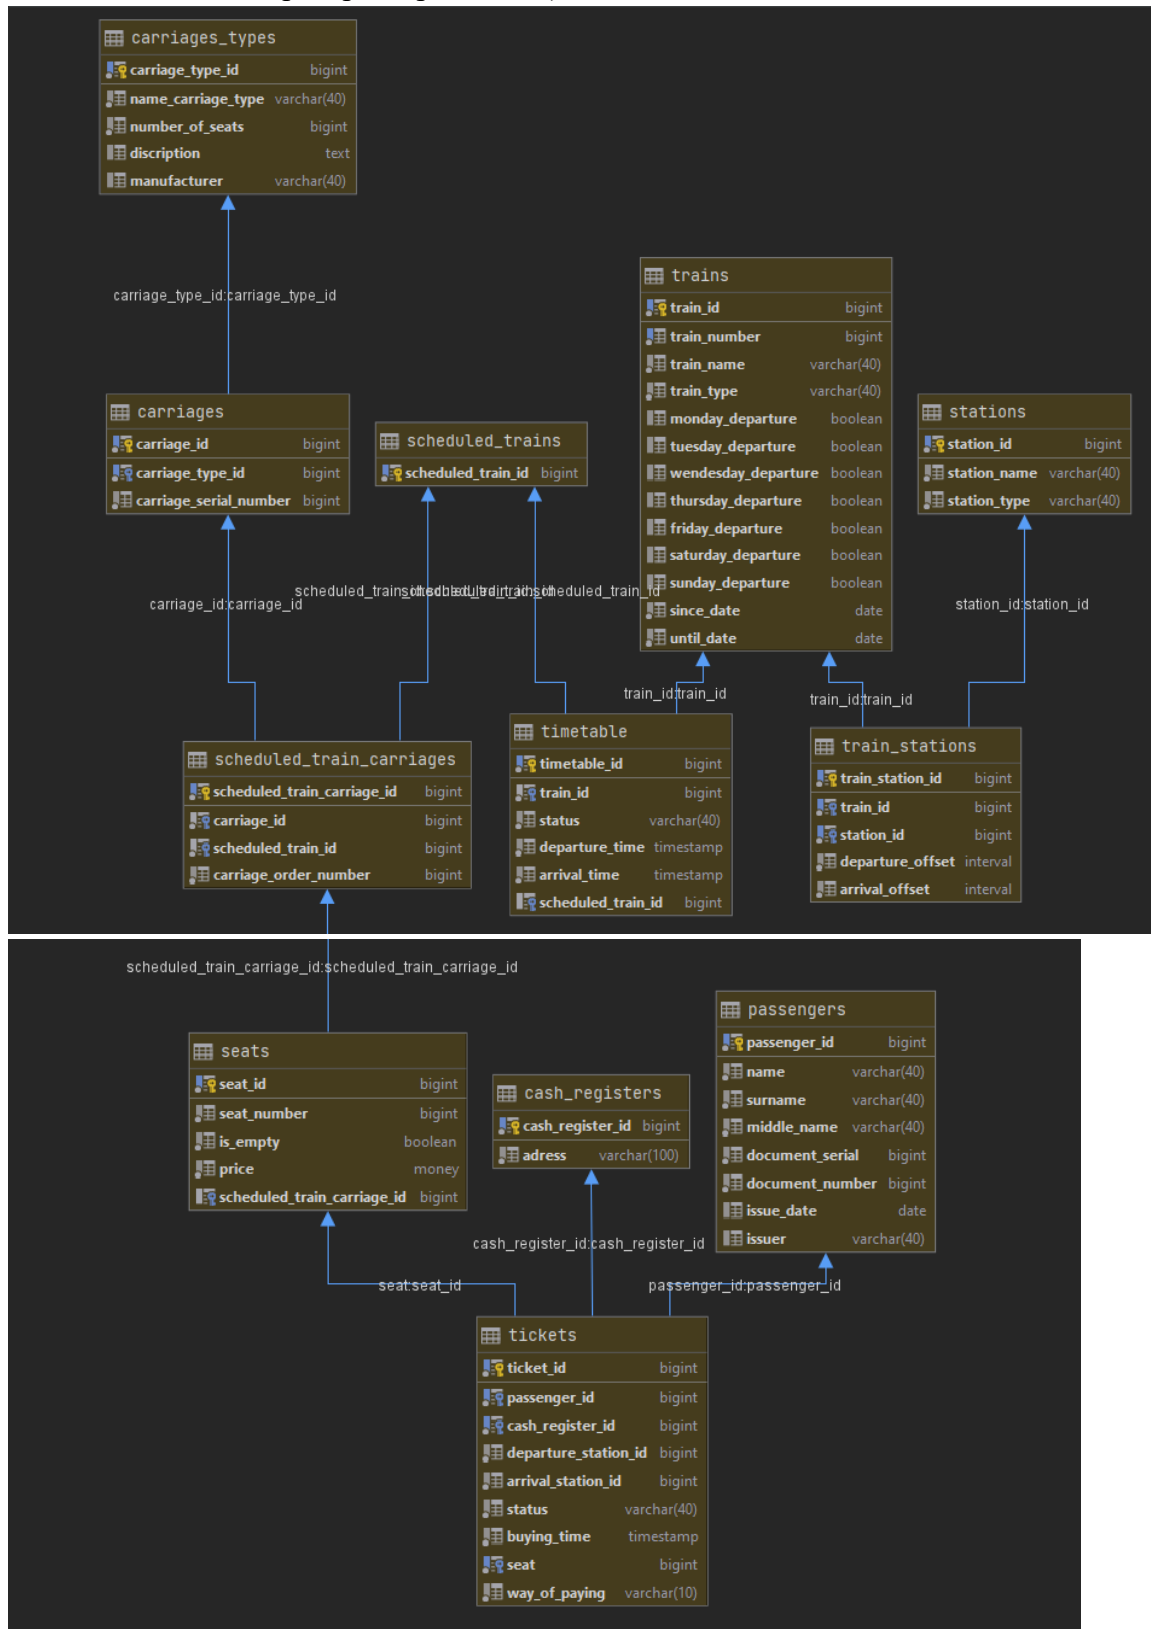 carriages_types
carriage_type_id bigint
name_carriage_type varchar(40)
number_of_seats bigint
discription text
manufacturer varchar(40)
carriage_type_id:carriage_type_id
trains
train_id bigint
train_number bigint
train_name varchar(40)
train_type varchar(40)
monday_departure boolean
tuesday_departure boolean
wendesday_departure boolean
thursday_departure boolean
friday_departure boolean
saturday_departure boolean
sunday_departure boolean
since_date date
until_date date
carriages
carriage_id bigint
carriage_type_id bigint
carriage_serial_number bigint
scheduled_trains
scheduled_train_id bigint
stations
station_id bigint
station_name varchar(40)
station_type varchar(40)
carriage_id:carriage_id
scheduled_train_id:scheduled_train_id
scheduled_train_id:scheduled_train_id
station_id:station_id
train_id:train_id
train_id:train_id
scheduled_train_carriages
scheduled_train_carriage_id bigint
carriage_id bigint
scheduled_train_id bigint
carriage_order_number bigint
timetable
timetable_id bigint
train_id bigint
status varchar(40)
departure_time timestamp
arrival_time timestamp
scheduled_train_id bigint
train_stations
train_station_id bigint
train_id bigint
station_id bigint
departure_offset interval
arrival_offset interval
scheduled_train_carriage_id:scheduled_train_carriage_id
seats
seat_id bigint
seat_number bigint
is_empty boolean
price money
scheduled_train_carriage_id bigint
cash_registers
cash_register_id bigint
adress varchar(100)
passengers
passenger_id bigint
name varchar(40)
surname varchar(40)
middle_name varchar(40)
document_serial bigint
document_number bigint
issue_date date
issuer varchar(40)
cash_register_id:cash_register_id
seat:seat_id
passenger_id:passenger_id
tickets
ticket_id bigint
passenger_id bigint
cash_register_id bigint
departure_station_id bigint
arrival_station_id bigint
status varchar(40)
buying_time timestamp
seat bigint
way_of_paying varchar(10)